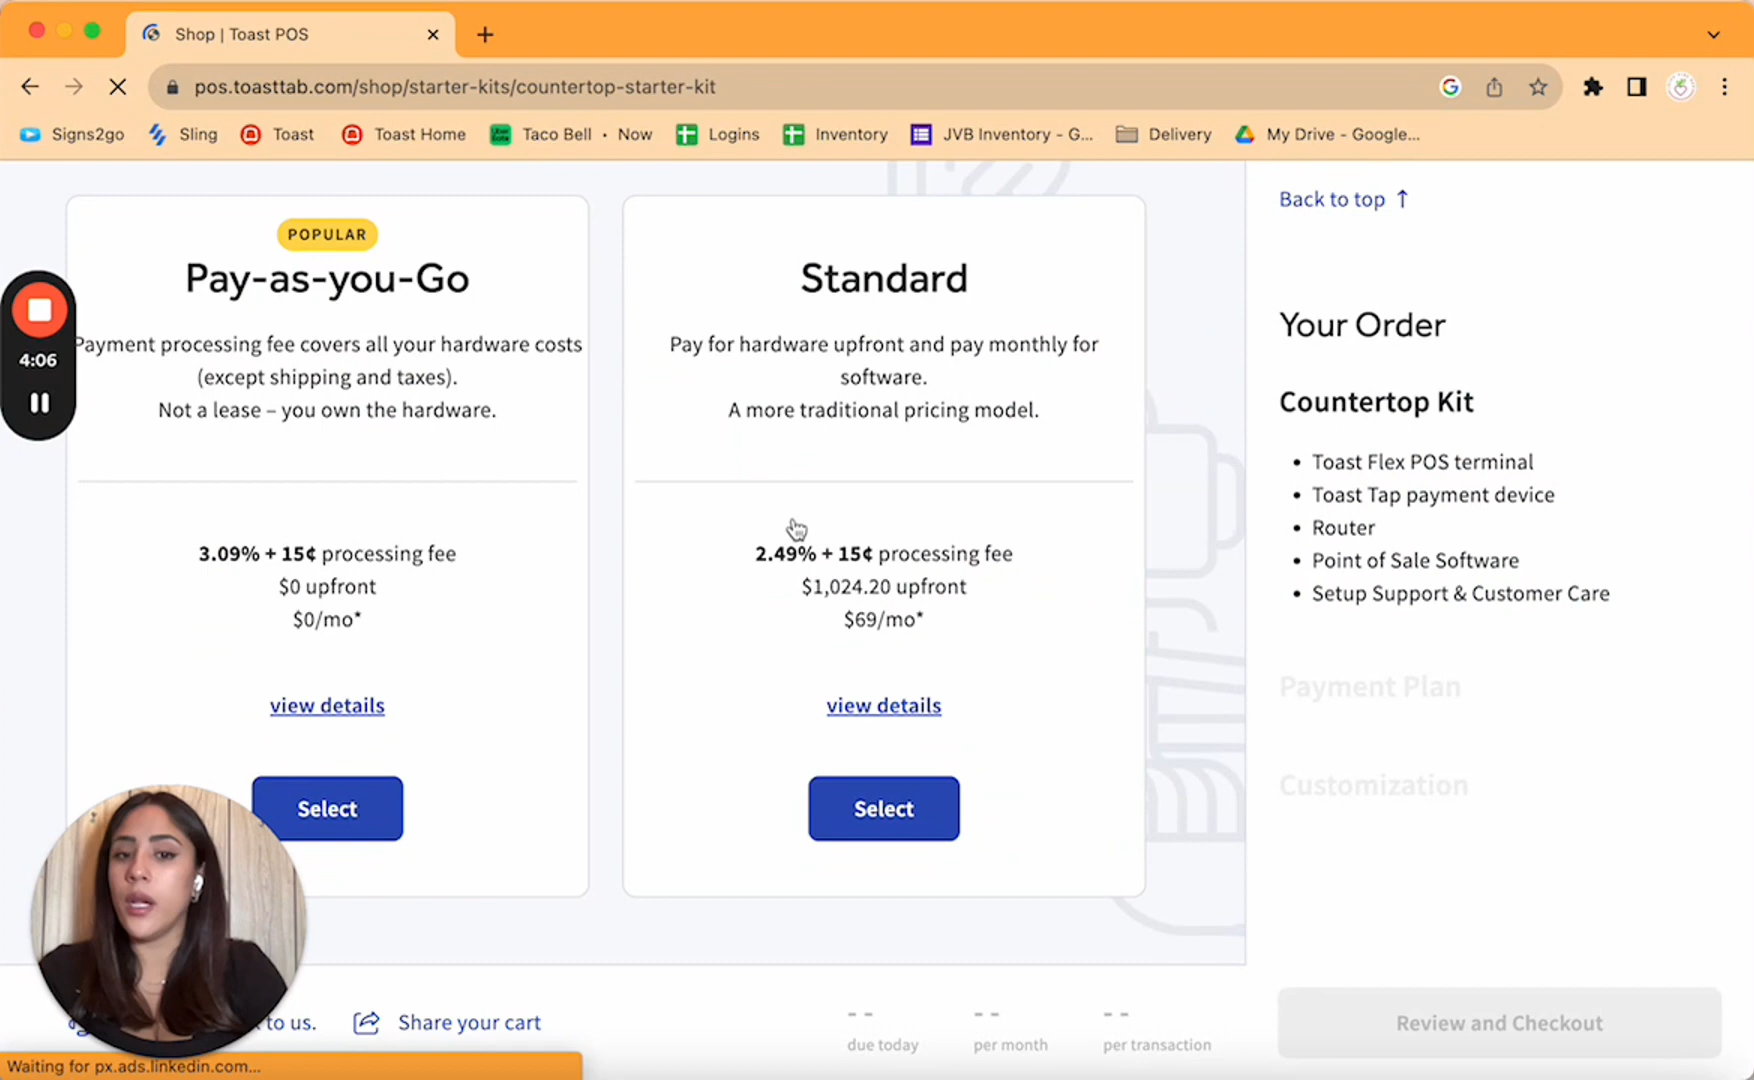 Shop | Toast POS
pos.toasttab.com/shop/starter-kits/countertop-starter-kit
Signs2go
Sling
Toast
Toast Home
Taco Bell • Now
Logins
Inventory
JVB Inventory - G...
Delivery
My Drive - Google...
POPULAR
Pay-as-you-Go
Payment processing fee covers all your hardware costs
(except shipping and taxes).
Not a lease – you own the hardware.
3.09% + 15¢ processing fee
$0 upfront
$0/mo*
view details
Select
Standard
Pay for hardware upfront and pay monthly for
software.
A more traditional pricing model.
2.49% + 15¢ processing fee
$1,024.20 upfront
$69/mo*
view details
Select
Back to top ↑
Your Order
Countertop Kit
• Toast Flex POS terminal
• Toast Tap payment device
• Router
• Point of Sale Software
• Setup Support & Customer Care
Payment Plan
Customization
4:06
to us.
Share your cart
-- due today
-- per month
-- per transaction
Review and Checkout
Waiting for px.ads.linkedin.com...